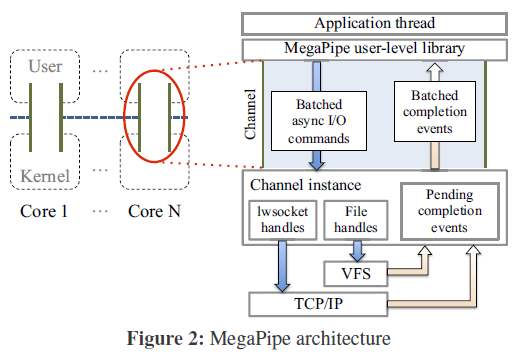 Application thread
MegaPipe user-level library
User
...
Kernel
...
Core 1
...
Core N
Channel
Batched
async I/O
commands
Batched
completion
events
Channel instance
lwsocket
handles
File
handles
Pending
completion
events
VFS
TCP/IP
Figure 2: MegaPipe architecture